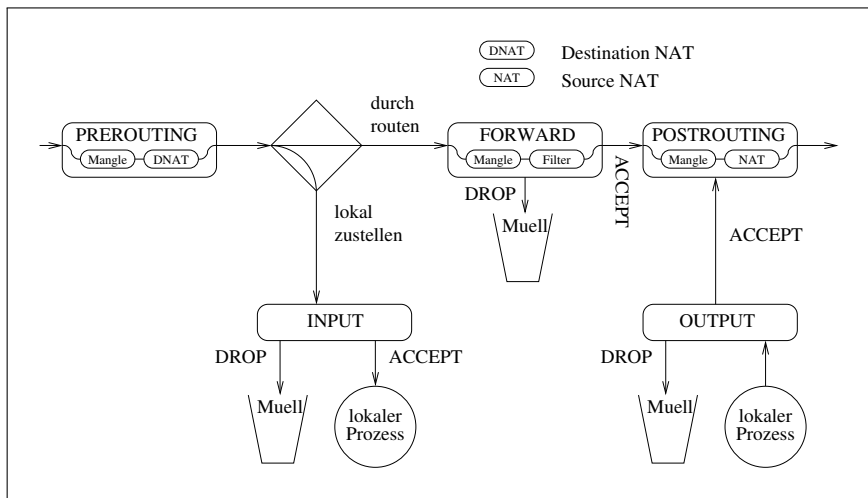 DNAT Destination NAT
NAT Source NAT
durch
routen
PREROUTING
Mangle DNAT
FORWARD
Mangle Filter
POSTROUTING
Mangle NAT
DROP
ACCEPT
Muell
lokal
zustellen
ACCEPT
INPUT
DROP
ACCEPT
Muell
lokaler
Prozess
OUTPUT
DROP
Muell
lokaler
Prozess